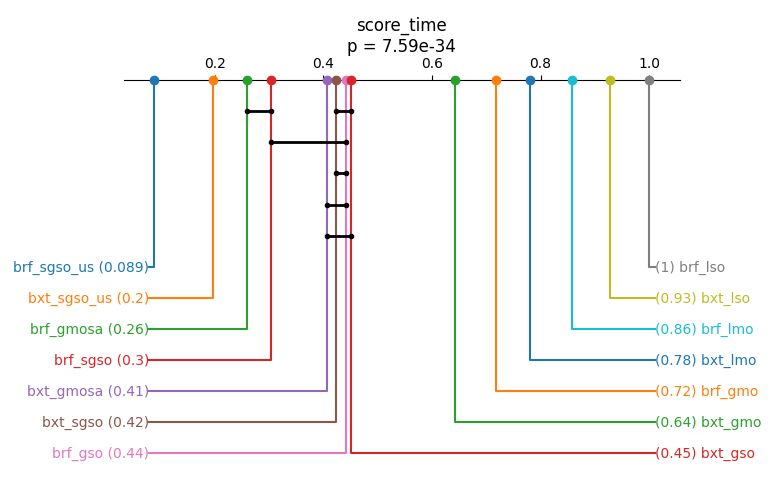 score_time
p = 7.59e-34
0.2 0.4 0.6 0.8 1.0
brf_sgso_us (0.089) (1) brf_lso
bxt_sgso_us (0.2) (0.93) bxt_lso
brf_gmosa (0.26) (0.86) brf_lmo
brf_sgso (0.3) (0.78) bxt_lmo
bxt_gmosa (0.41) (0.72) brf_gmo
bxt_sgso (0.42) (0.64) bxt_gmo
brf_gso (0.44) (0.45) bxt_gso